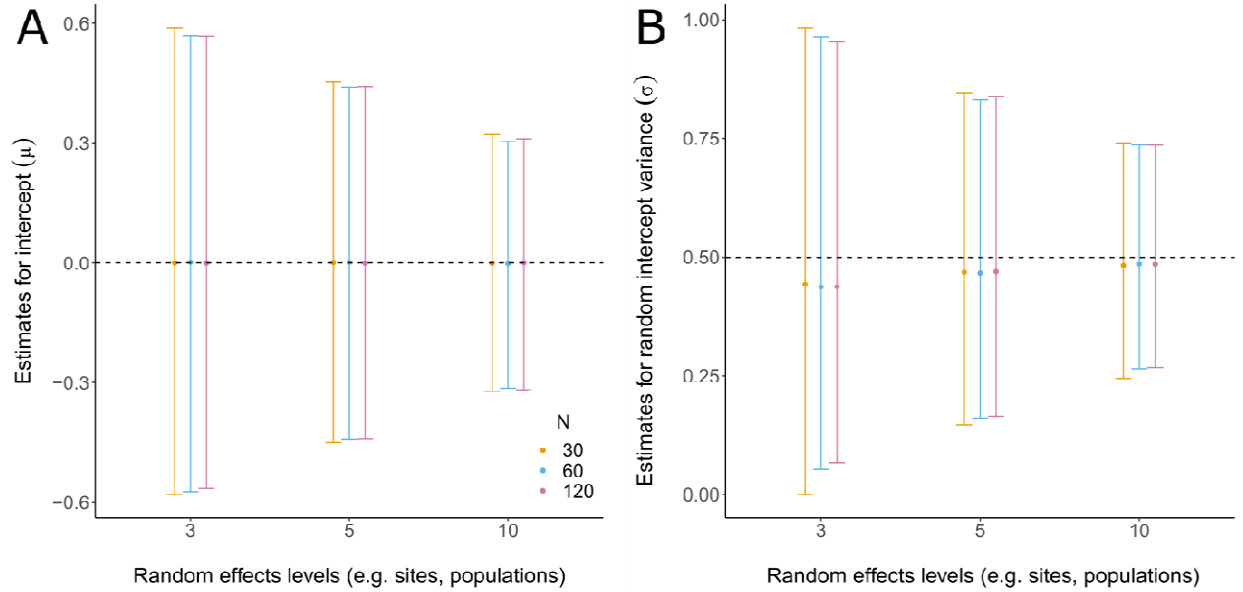 A
Estimates for intercept (μ)
0.6
0.3
0.0
−0.3
−0.6
N
30
60
120
3
5
10
Random effects levels (e.g. sites, populations)
B
Estimates for random intercept variance (σ)
1.00
0.75
0.50
0.25
0.00
3
5
10
Random effects levels (e.g. sites, populations)